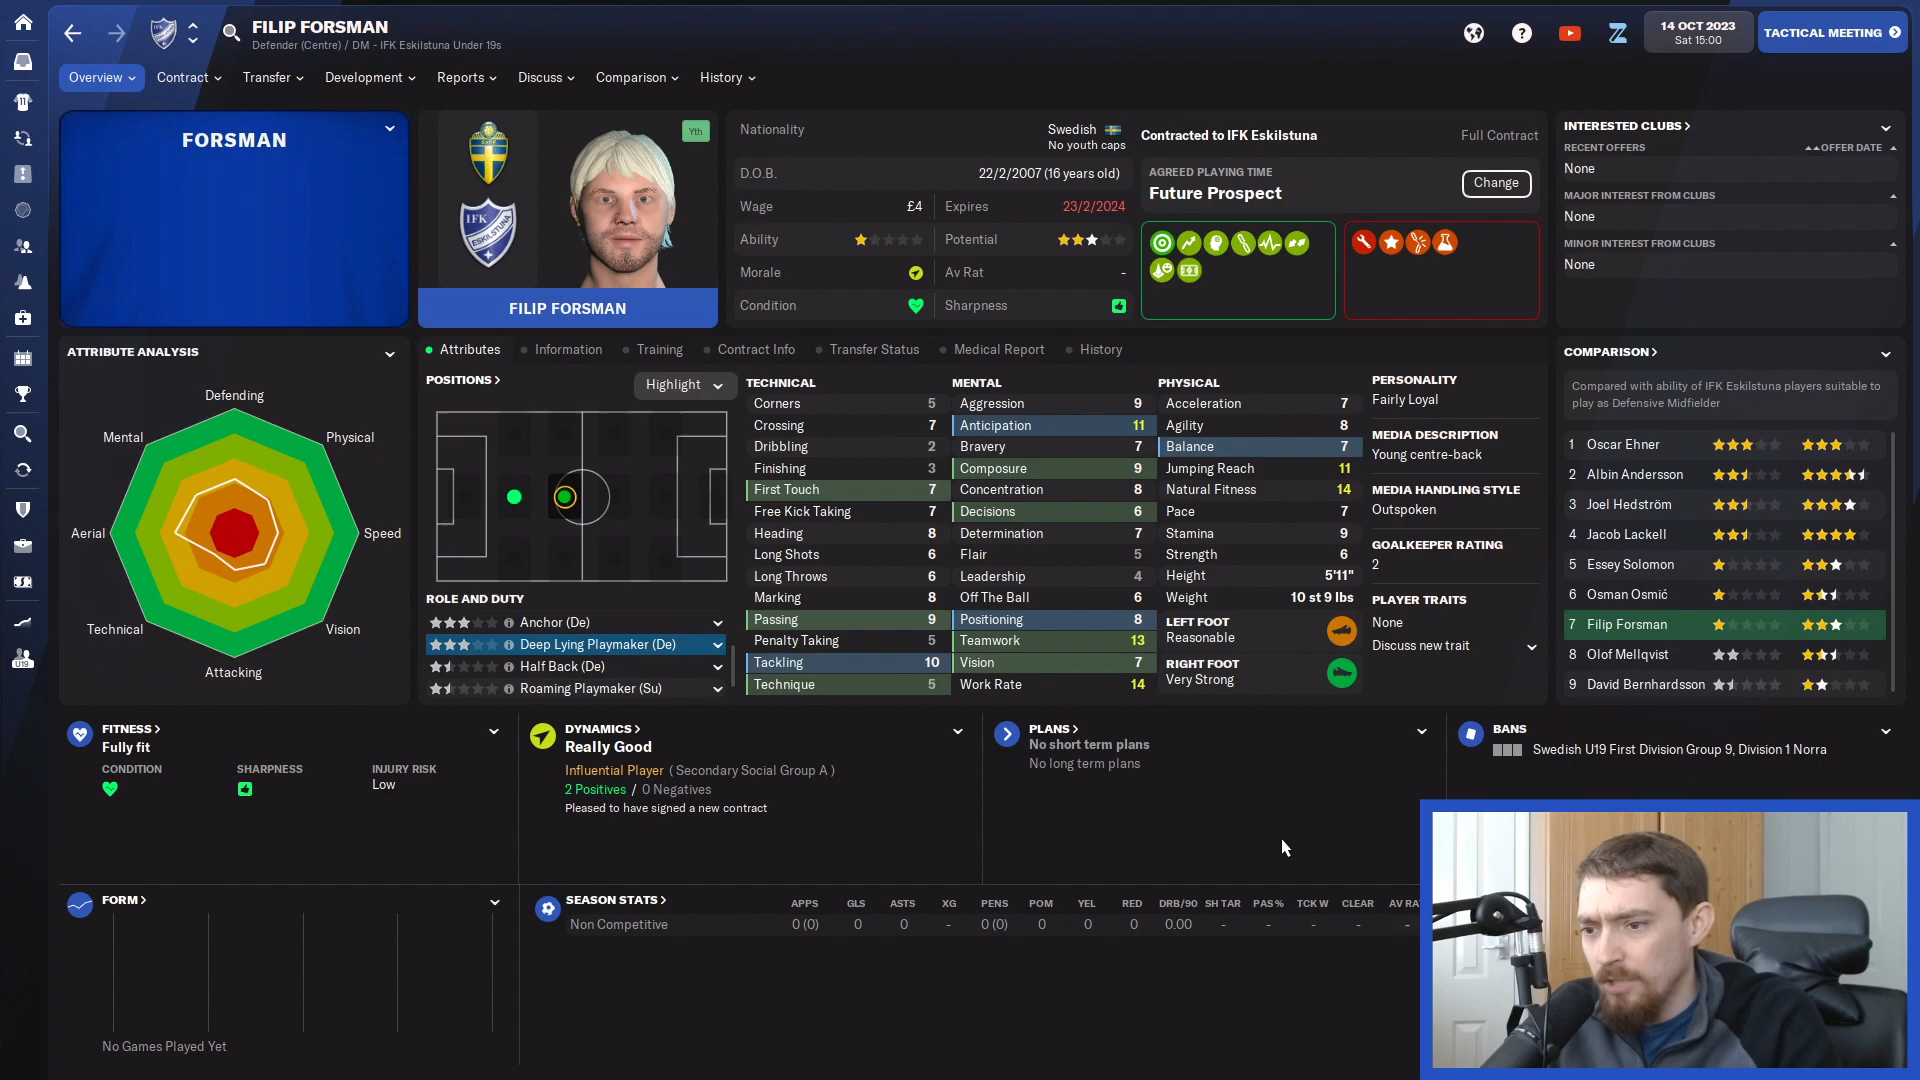 FILIP FORSMAN
Defender (Centre) / DM - IFK Eskilstuna Under 19s
14 OCT 2023
Sat 15:00
TACTICAL MEETING
Overview
Contract
Transfer
Development
Reports
Discuss
Comparison
History
FORSMAN
Yth
IFK
ESKILSTUNA
FILIP FORSMAN
Nationality
Swedish
No youth caps
D.O.B.
22/2/2007 (16 years old)
Wage
£4
Expires
23/2/2024
Ability
Potential
Morale
Av Rat
-
Condition
Sharpness
Contracted to IFK Eskilstuna
Full Contract
AGREED PLAYING TIME
Future Prospect
Change
INTERESTED CLUBS >
RECENT OFFERS
OFFER DATE
None
MAJOR INTEREST FROM CLUBS
None
MINOR INTEREST FROM CLUBS
None
ATTRIBUTE ANALYSIS
Defending
Mental
Physical
Aerial
Speed
Technical
Vision
Attacking
Attributes
Information
Training
Contract Info
Transfer Status
Medical Report
History
POSITIONS >
Highlight
ROLE AND DUTY
Anchor (De)
Deep Lying Playmaker (De)
Half Back (De)
Roaming Playmaker (Su)
TECHNICAL
Corners 5
Crossing 7
Dribbling 2
Finishing 3
First Touch 7
Free Kick Taking 7
Heading 8
Long Shots 6
Long Throws 6
Marking 8
Passing 9
Penalty Taking 5
Tackling 10
Technique 5
MENTAL
Aggression 9
Anticipation 11
Bravery 7
Composure 9
Concentration 8
Decisions 6
Determination 7
Flair 5
Leadership 4
Off The Ball 6
Positioning 8
Teamwork 13
Vision 7
Work Rate 14
PHYSICAL
Acceleration 7
Agility 8
Balance 7
Jumping Reach 11
Natural Fitness 14
Pace 7
Stamina 9
Strength 6
Height 5'11"
Weight 10 st 9 lbs
LEFT FOOT
Reasonable
RIGHT FOOT
Very Strong
PERSONALITY
Fairly Loyal
MEDIA DESCRIPTION
Young centre-back
MEDIA HANDLING STYLE
Outspoken
GOALKEEPER RATING
2
PLAYER TRAITS
None
Discuss new trait
COMPARISON >
Compared with ability of IFK Eskilstuna players suitable to
play as Defensive Midfielder
1 Oscar Ehner
2 Albin Andersson
3 Joel Hedström
4 Jacob Lackell
5 Essey Solomon
6 Osman Osmić
7 Filip Forsman
8 Olof Mellqvist
9 David Bernhardsson
FITNESS >
Fully fit
CONDITION
SHARPNESS
INJURY RISK
Low
DYNAMICS >
Really Good
Influential Player ( Secondary Social Group A )
2 Positives / 0 Negatives
Pleased to have signed a new contract
PLANS >
No short term plans
No long term plans
BANS
Swedish U19 First Division Group 9, Division 1 Norra
FORM >
No Games Played Yet
SEASON STATS >
APPS GLS ASTS XG PENS POM YEL RED DRB/90 SH TAR PAS % TCK W CLEAR AV RA
Non Competitive 0 (0) 0 0 - 0 (0) 0 0 0 0.00 - - - - -
U19